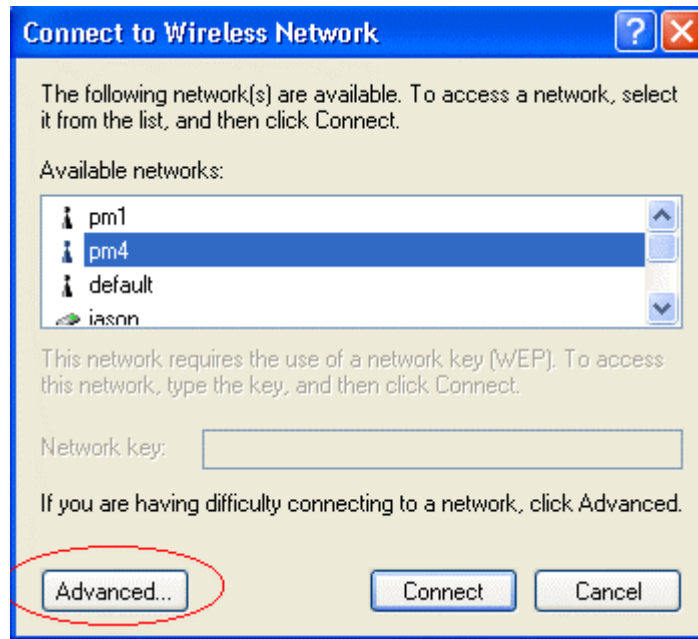 Connect to Wireless Network
The following network(s) are available. To access a network, select
it from the list, and then click Connect.
Available networks:
pm1
pm4
default
jason
This network requires the use of a network key (WEP). To access
this network, type the key, and then click Connect.
Network key:
If you are having difficulty connecting to a network, click Advanced.
Advanced... Connect Cancel